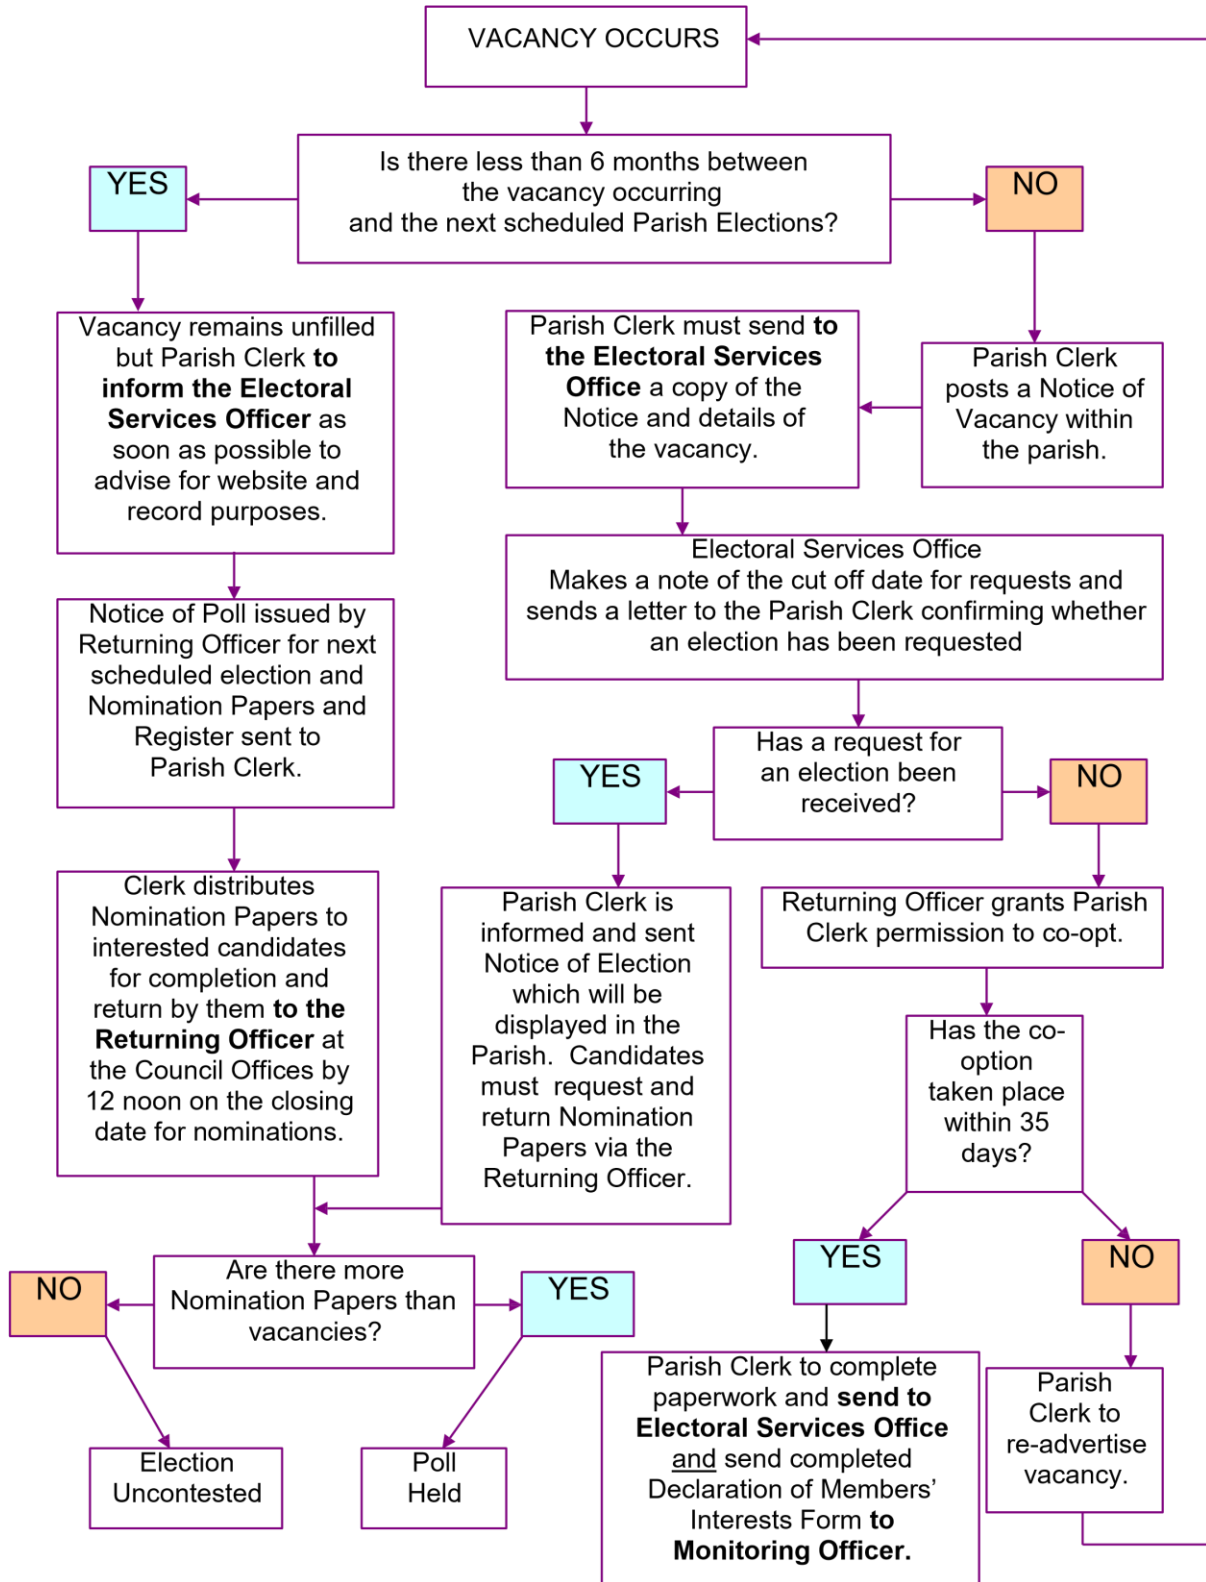 VACANCY OCCURS
Is there less than 6 months between
the vacancy occurring
and the next scheduled Parish Elections?
YES
NO
Vacancy remains unfilled
but Parish Clerk to
inform the Electoral
Services Officer as
soon as possible to
advise for website and
record purposes.
Parish Clerk must send to
the Electoral Services
Office a copy of the
Notice and details of
the vacancy.
Parish Clerk
posts a Notice of
Vacancy within
the parish.
Electoral Services Office
Makes a note of the cut off date for requests and
sends a letter to the Parish Clerk confirming whether
an election has been requested
Notice of Poll issued by
Returning Officer for next
scheduled election and
Nomination Papers and
Register sent to
Parish Clerk.
Has a request for
an election been
received?
YES
NO
Clerk distributes
Nomination Papers to
interested candidates
for completion and
return by them to the
Returning Officer at
the Council Offices by
12 noon on the closing
date for nominations.
Parish Clerk is
informed and sent
Notice of Election
which will be
displayed in the
Parish.  Candidates
must  request and
return Nomination
Papers via the
Returning Officer.
Returning Officer grants Parish
Clerk permission to co-opt.
Has the co-
option
taken place
within 35
days?
YES
NO
Are there more
Nomination Papers than
vacancies?
NO
YES
Election
Uncontested
Poll
Held
Parish Clerk to complete
paperwork and send to
Electoral Services Office
and send completed
Declaration of Members’
Interests Form to
Monitoring Officer.
Parish
Clerk to
re-advertise
vacancy.